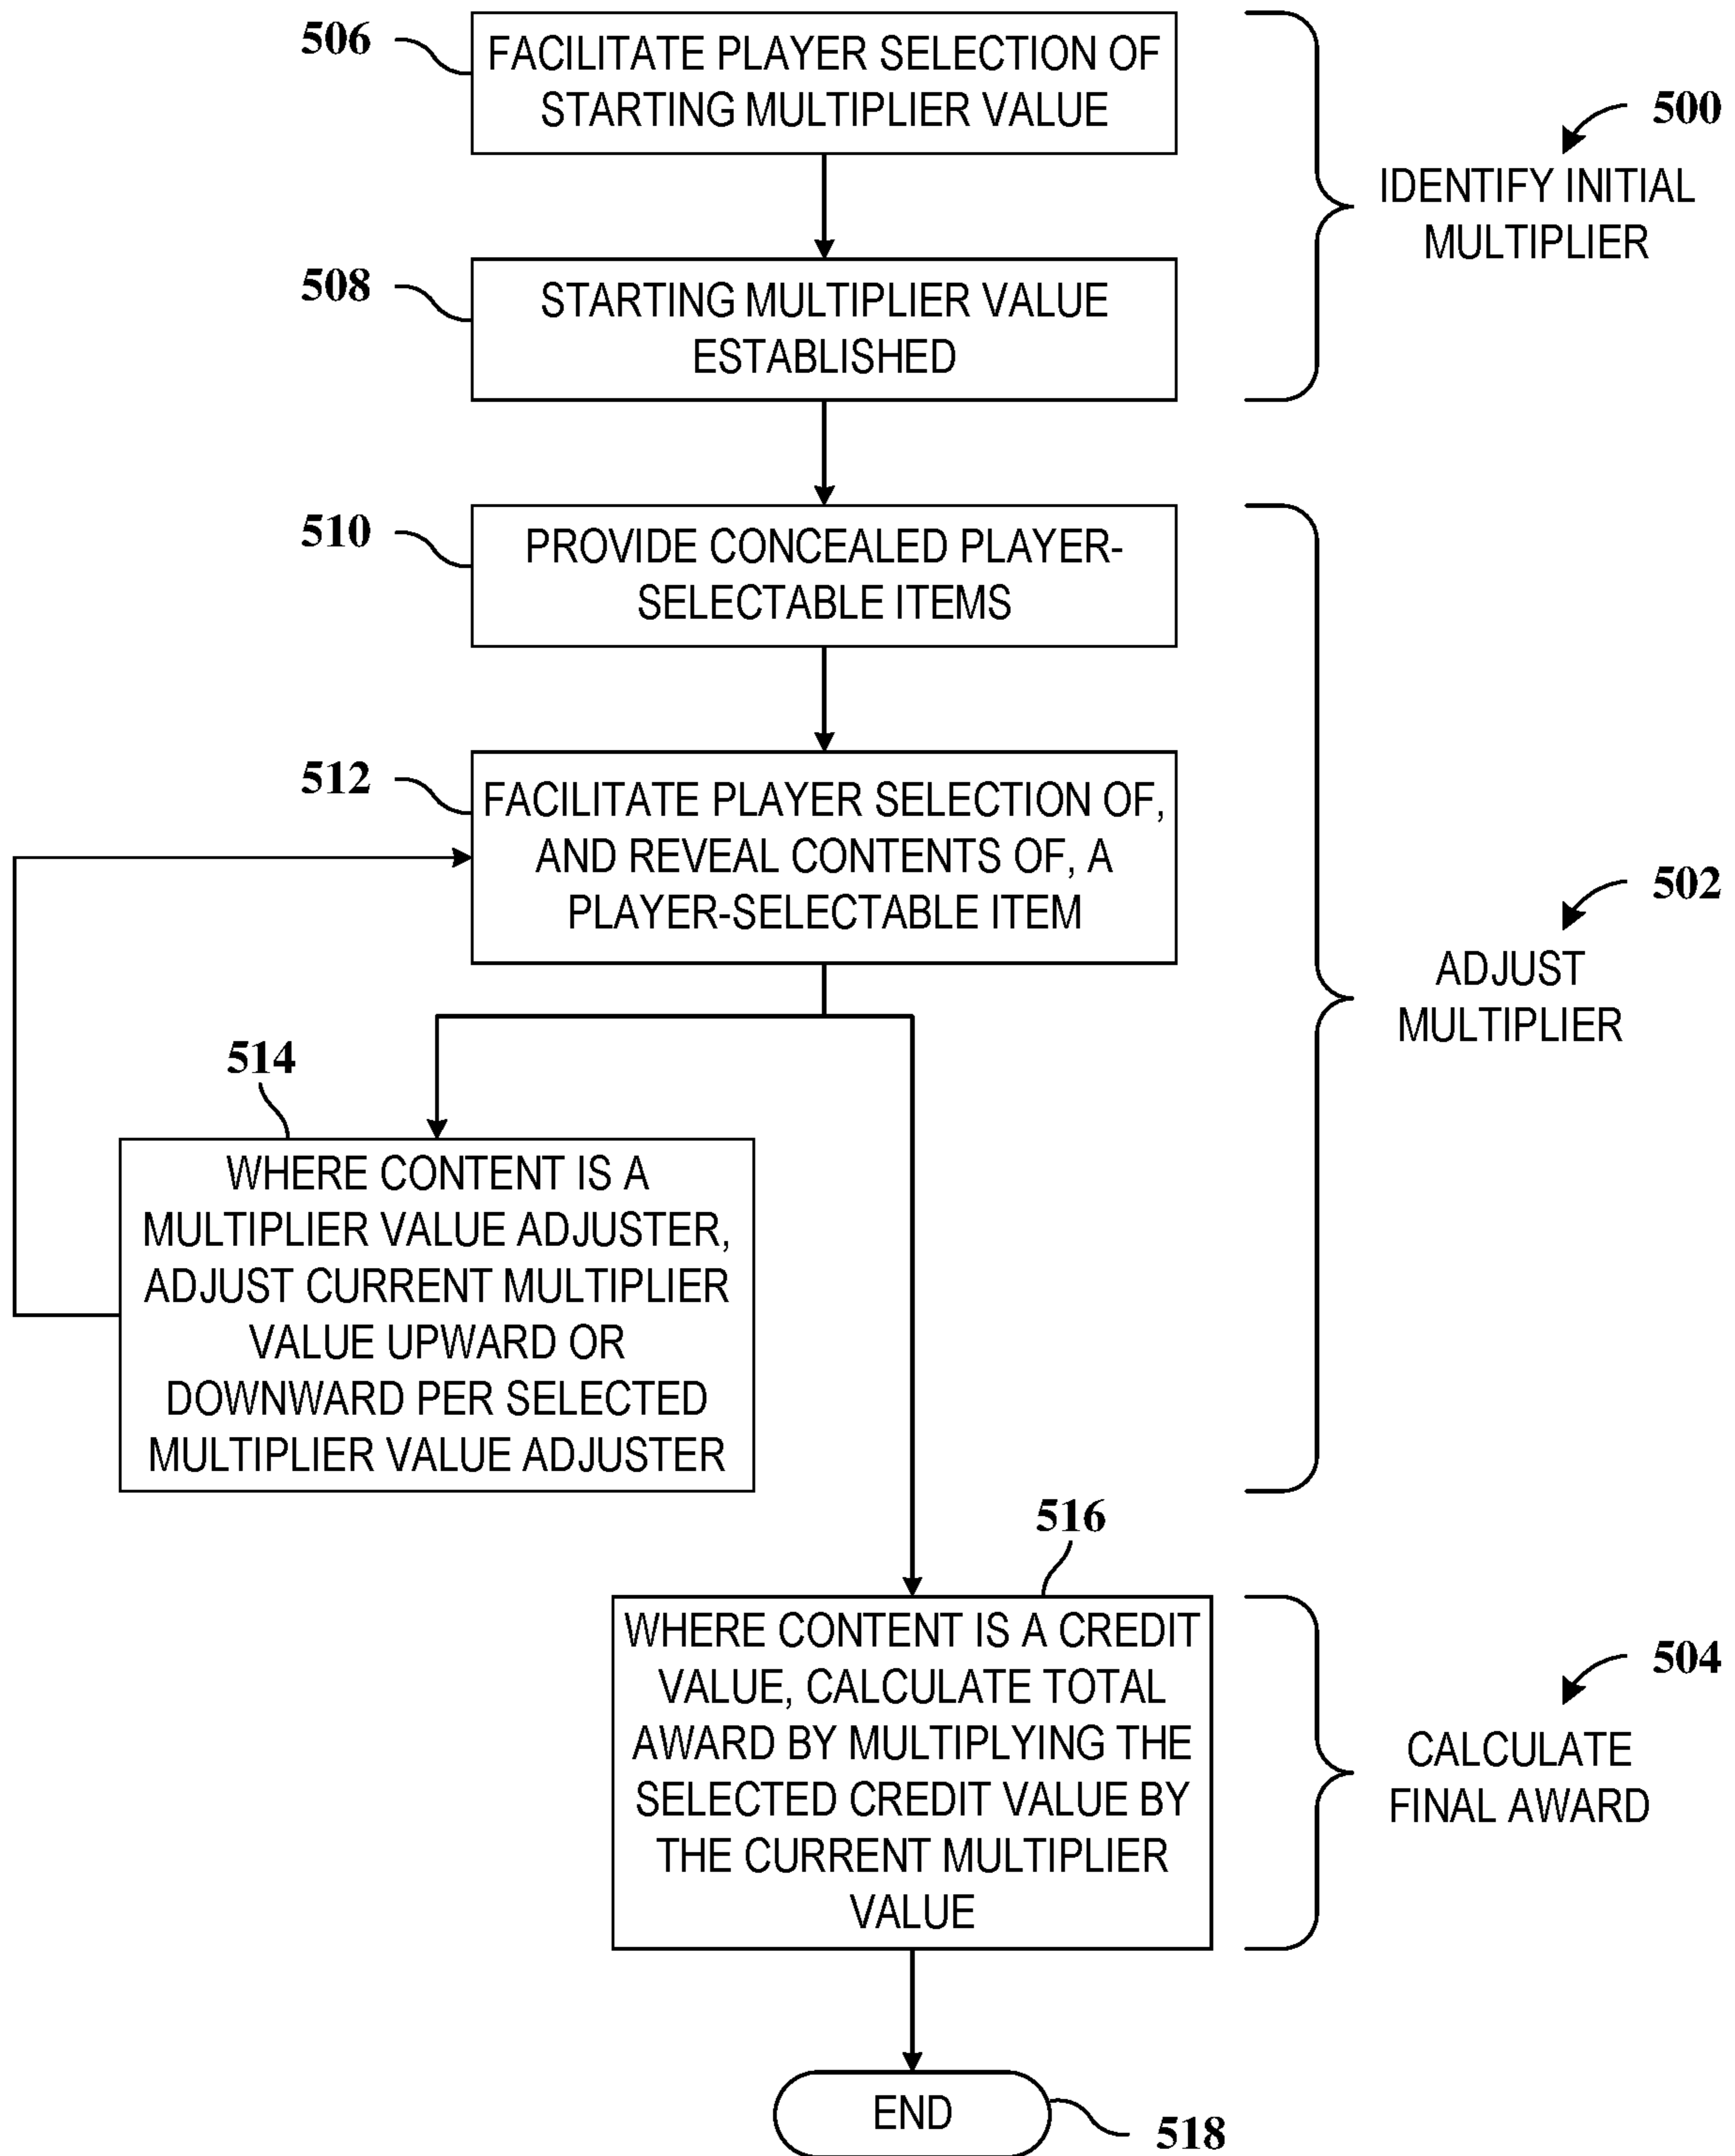 506
FACILITATE PLAYER SELECTION OF
STARTING MULTIPLIER VALUE
500
IDENTIFY INITIAL
MULTIPLIER
508
STARTING MULTIPLIER VALUE
ESTABLISHED
510
PROVIDE CONCEALED PLAYER-
SELECTABLE ITEMS
512
FACILITATE PLAYER SELECTION OF,
AND REVEAL CONTENTS OF, A
PLAYER-SELECTABLE ITEM
502
ADJUST
MULTIPLIER
514
WHERE CONTENT IS A
MULTIPLIER VALUE ADJUSTER,
ADJUST CURRENT MULTIPLIER
VALUE UPWARD OR
DOWNWARD PER SELECTED
MULTIPLIER VALUE ADJUSTER
516
WHERE CONTENT IS A CREDIT
VALUE, CALCULATE TOTAL
AWARD BY MULTIPLYING THE
SELECTED CREDIT VALUE BY
THE CURRENT MULTIPLIER
VALUE
504
CALCULATE
FINAL AWARD
END
518